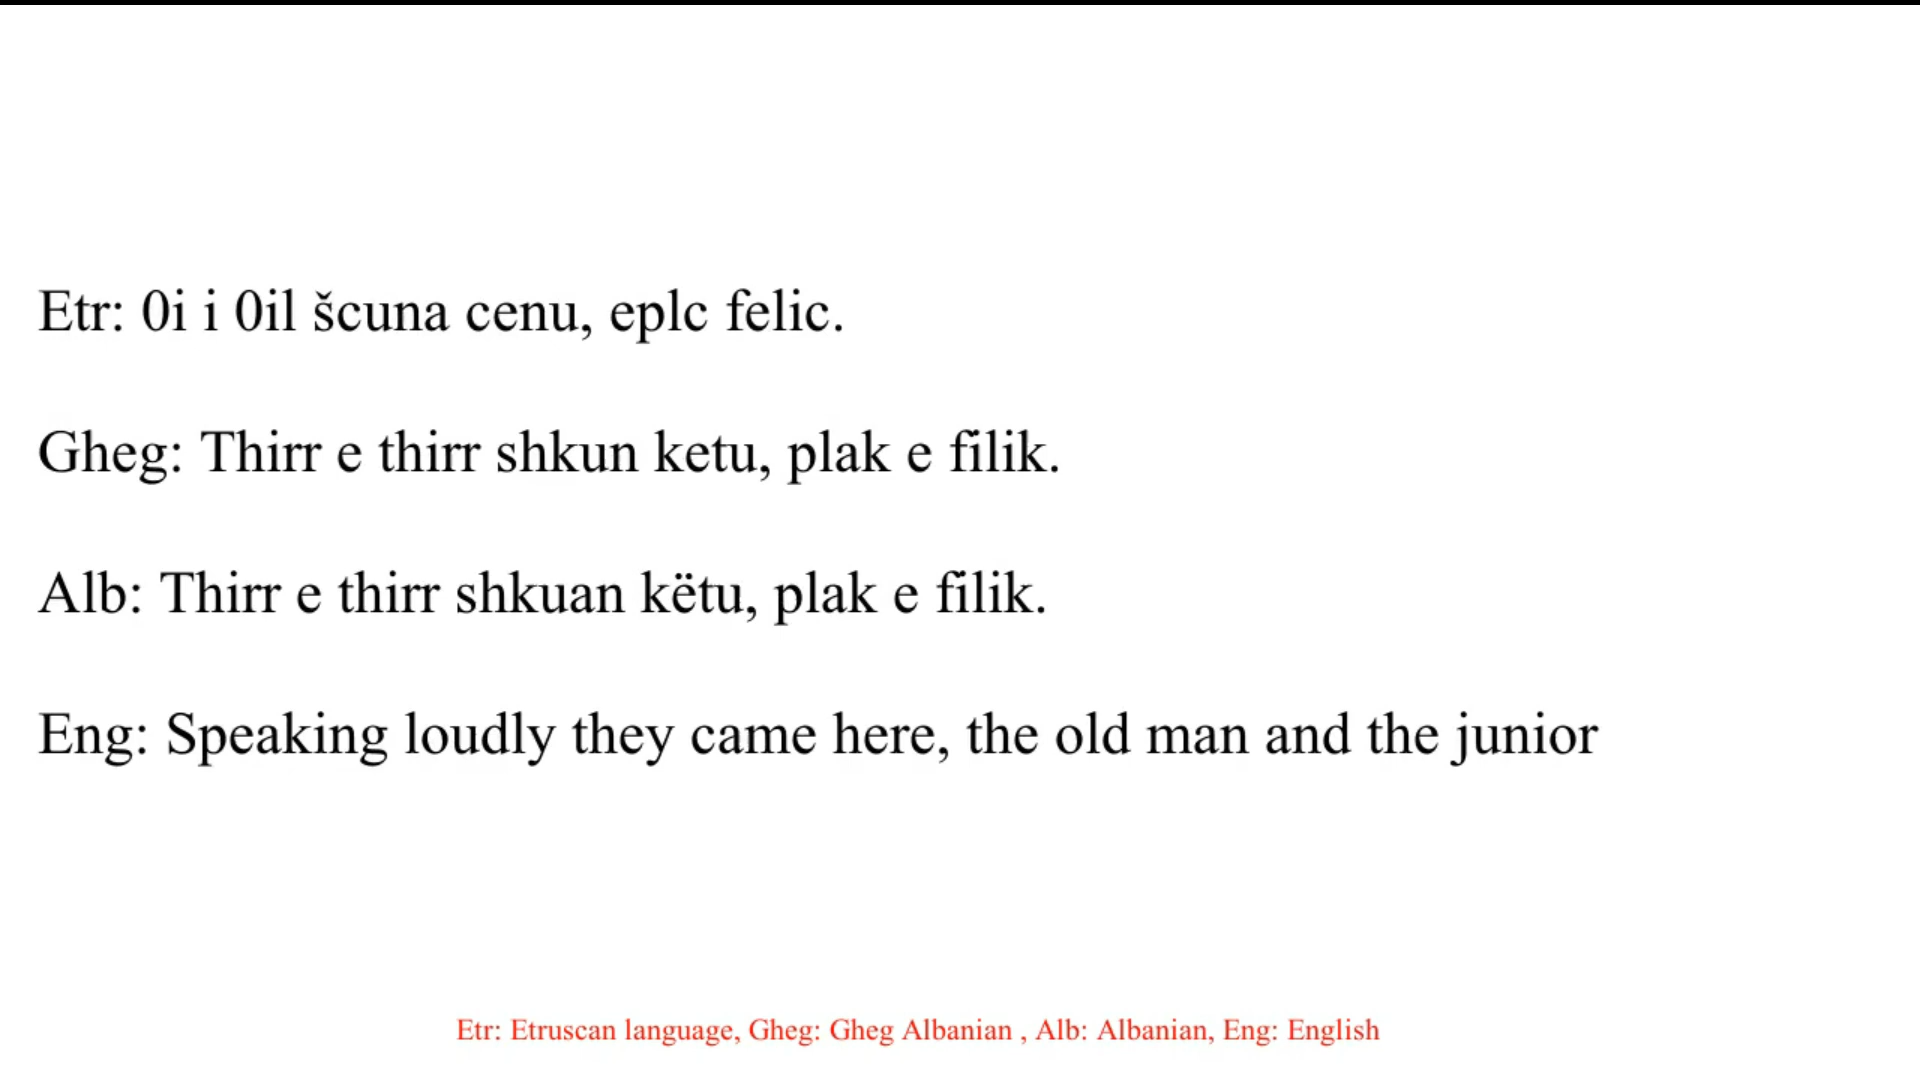 Etr: 0i i 0il šcuna cenu, eplc felic.
Gheg: Thirr e thirr shkun ketu, plak e filik.
Alb: Thirr e thirr shkuan këtu, plak e filik.
Eng: Speaking loudly they came here, the old man and the junior
Etr: Etruscan language, Gheg: Gheg Albanian , Alb: Albanian, Eng: English